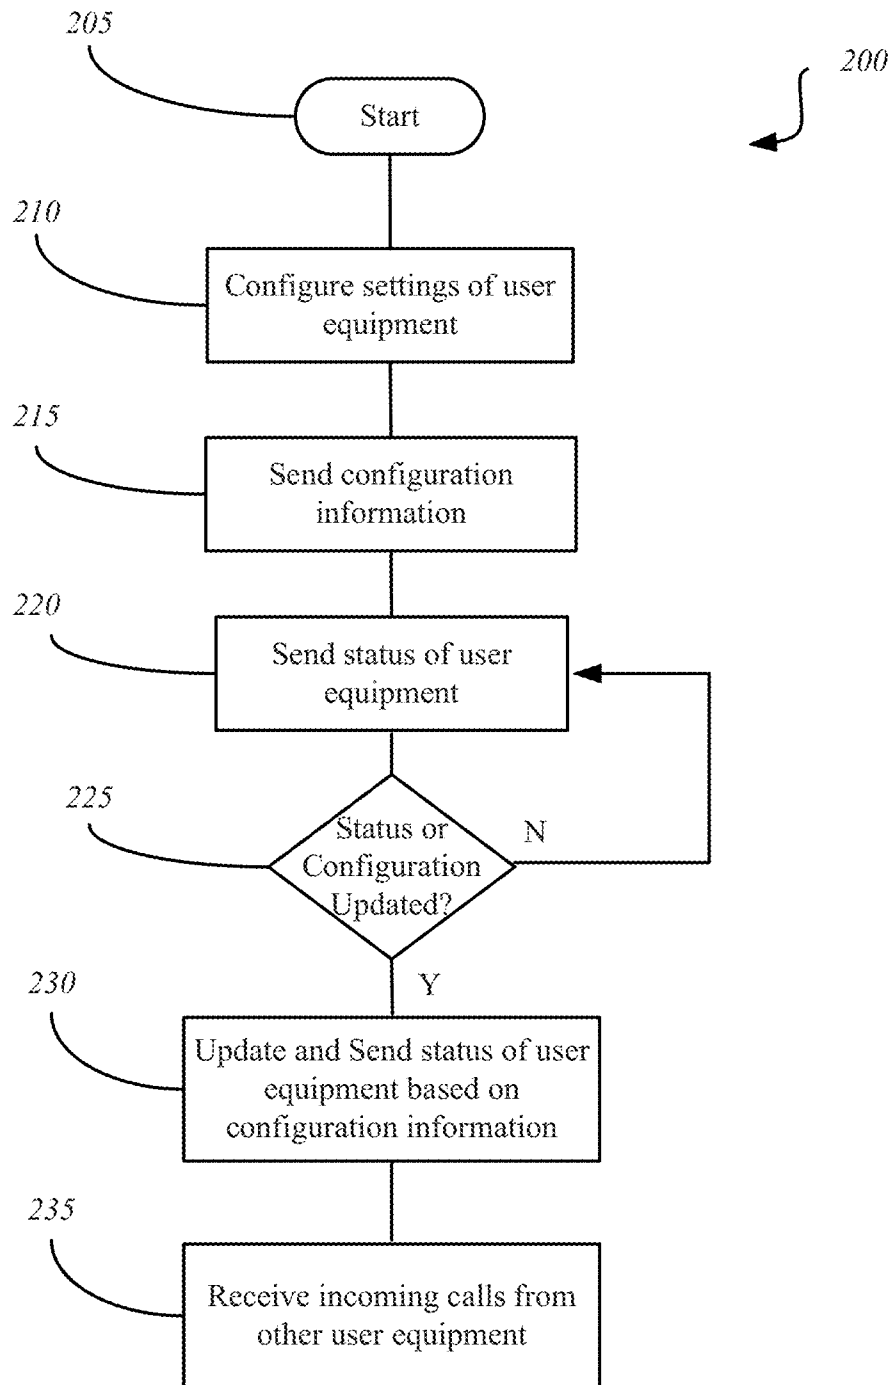 205
200
Start
210
Configure settings of user
equipment
215
Send configuration
information
220
Send status of user
equipment
225
Status or
Configuration
Updated?
N
Y
230
Update and Send status of user
equipment based on
configuration information
235
Receive incoming calls from
other user equipment